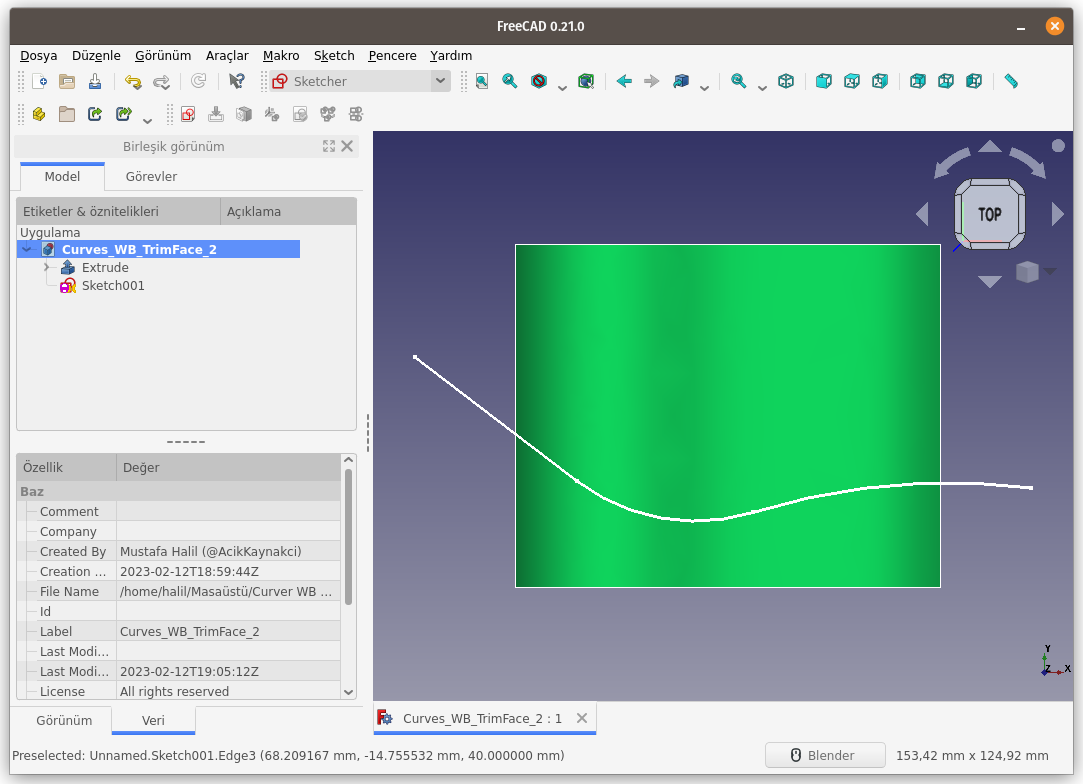 FreeCAD 0.21.0
Dosya Düzenle Görünüm Araçlar Makro Sketch Pencere Yardım
Sketcher
Birleşik görünüm
Model Görevler
Etiketler & öznitelikleri Açıklama
Uygulama
Curves_WB_TrimFace_2
Extrude
Sketch001
TOP
Özellik Değer
Baz
Comment
Company
Created By Mustafa Halil (@AcikKaynakci)
Creation ... 2023-02-12T18:59:44Z
File Name /home/halil/Masaüstü/Curver WB ...
Id
Label Curves_WB_TrimFace_2
Last Modi...
Last Modi... 2023-02-12T19:05:12Z
License All rights reserved
Y
Z X
Görünüm Veri
Curves_WB_TrimFace_2 : 1
Preselected: Unnamed.Sketch001.Edge3 (68.209167 mm, -14.755532 mm, 40.000000 mm)
Blender 153,42 mm x 124,92 mm